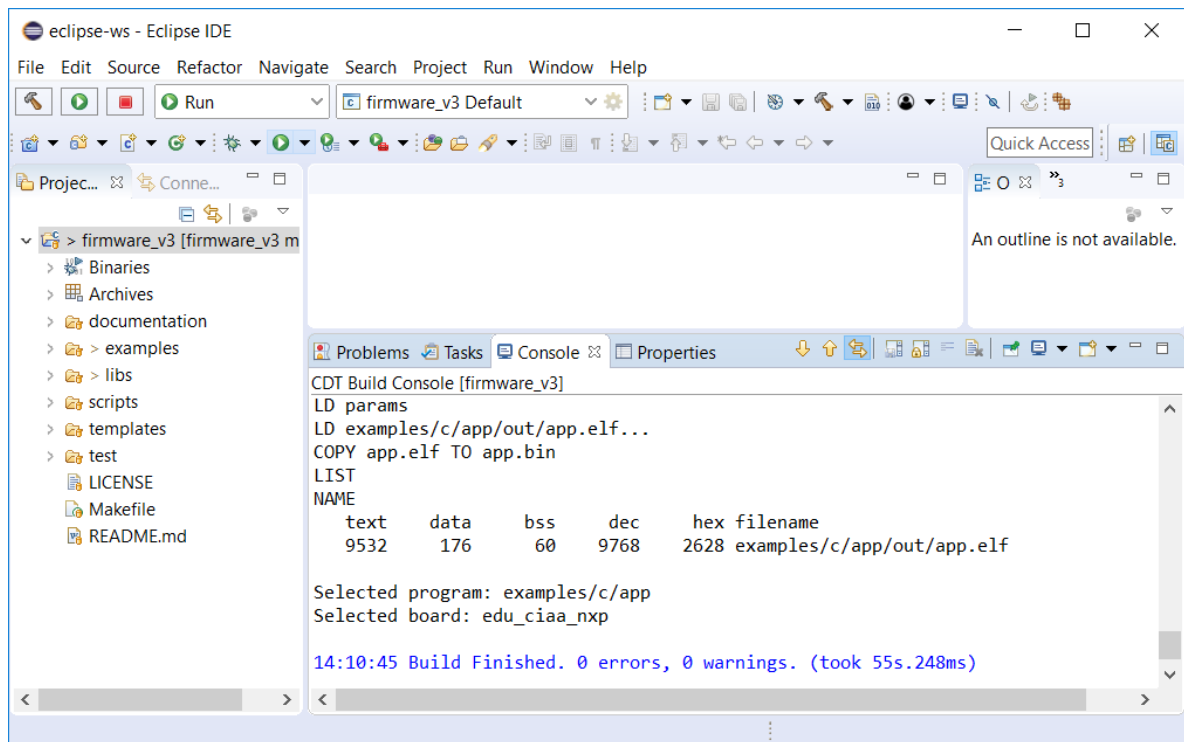 eclipse-ws - Eclipse IDE
File Edit Source Refactor Navigate Search Project Run Window Help
Run
firmware_v3 Default
Quick Access
Projec...
Conne...
> firmware_v3 [firmware_v3 m
Binaries
Archives
documentation
> examples
> libs
scripts
templates
test
LICENSE
Makefile
README.md
O
»3
An outline is not available.
Problems Tasks Console Properties
CDT Build Console [firmware_v3]
LD params
LD examples/c/app/out/app.elf...
COPY app.elf TO app.bin
LIST
NAME
text data bss dec hex filename
9532 176 60 9768 2628 examples/c/app/out/app.elf
Selected program: examples/c/app
Selected board: edu_ciaa_nxp
14:10:45 Build Finished. 0 errors, 0 warnings. (took 55s.248ms)